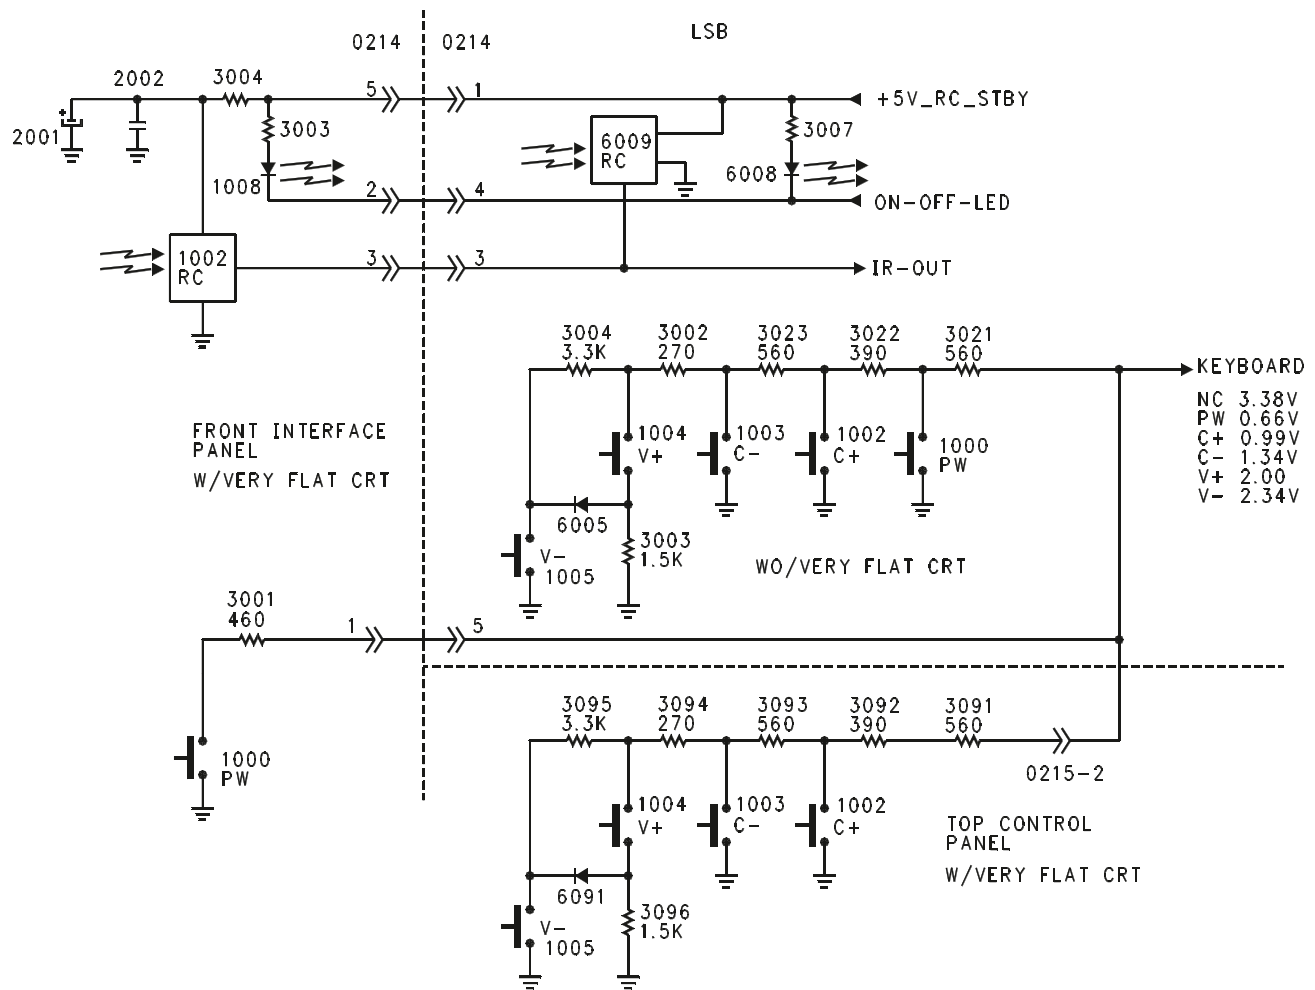 LSB
0214 0214
2002 3004 5 1 +5V_RC_STBY
2001 3003 6009 3007
RC
1008 2 4 6008 ON-OFF-LED
1002 3 3 IR-OUT
RC
3004 3002 3023 3022 3021
3.3K 270 560 390 560
KEYBOARD
NC 3.38V
PW 0.66V
C+ 0.99V
C- 1.34V
V+ 2.00
V- 2.34V
FRONT INTERFACE
PANEL
W/VERY FLAT CRT
1004 1003 1002 1000
V+ C- C+ PW
6005
V- 3003
1005 1.5K
WO/VERY FLAT CRT
3001 1 5
460
1000
PW
3095 3094 3093 3092 3091
3.3K 270 560 390 560
0215-2
1004 1003 1002
V+ C- C+
TOP CONTROL
PANEL
W/VERY FLAT CRT
6091
V- 3096
1005 1.5K